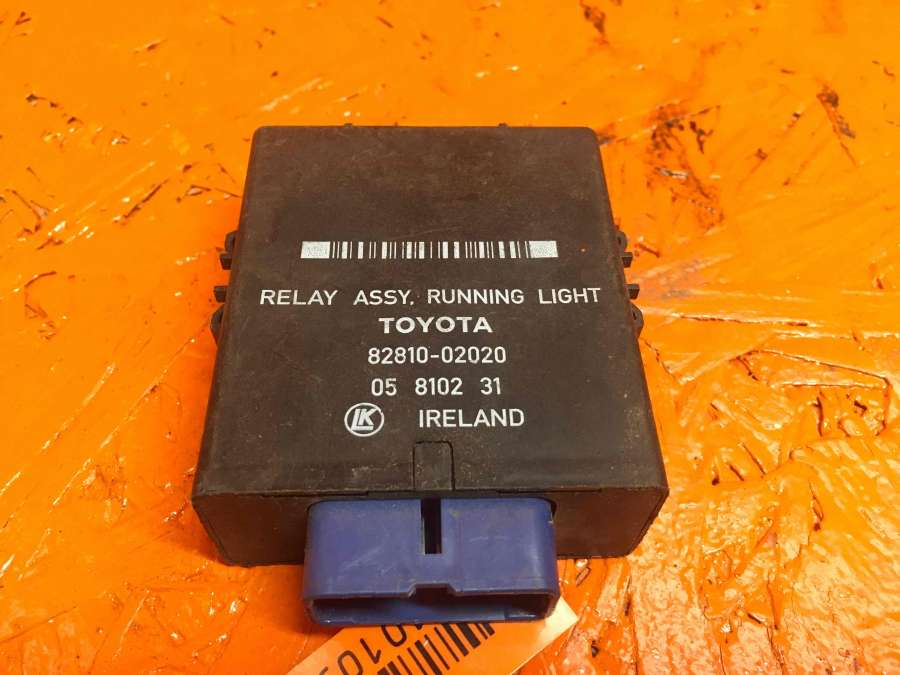 RELAY ASSY, RUNNING LIGHT
TOYOTA
82810-02020
05 8102 31
LK IRELAND